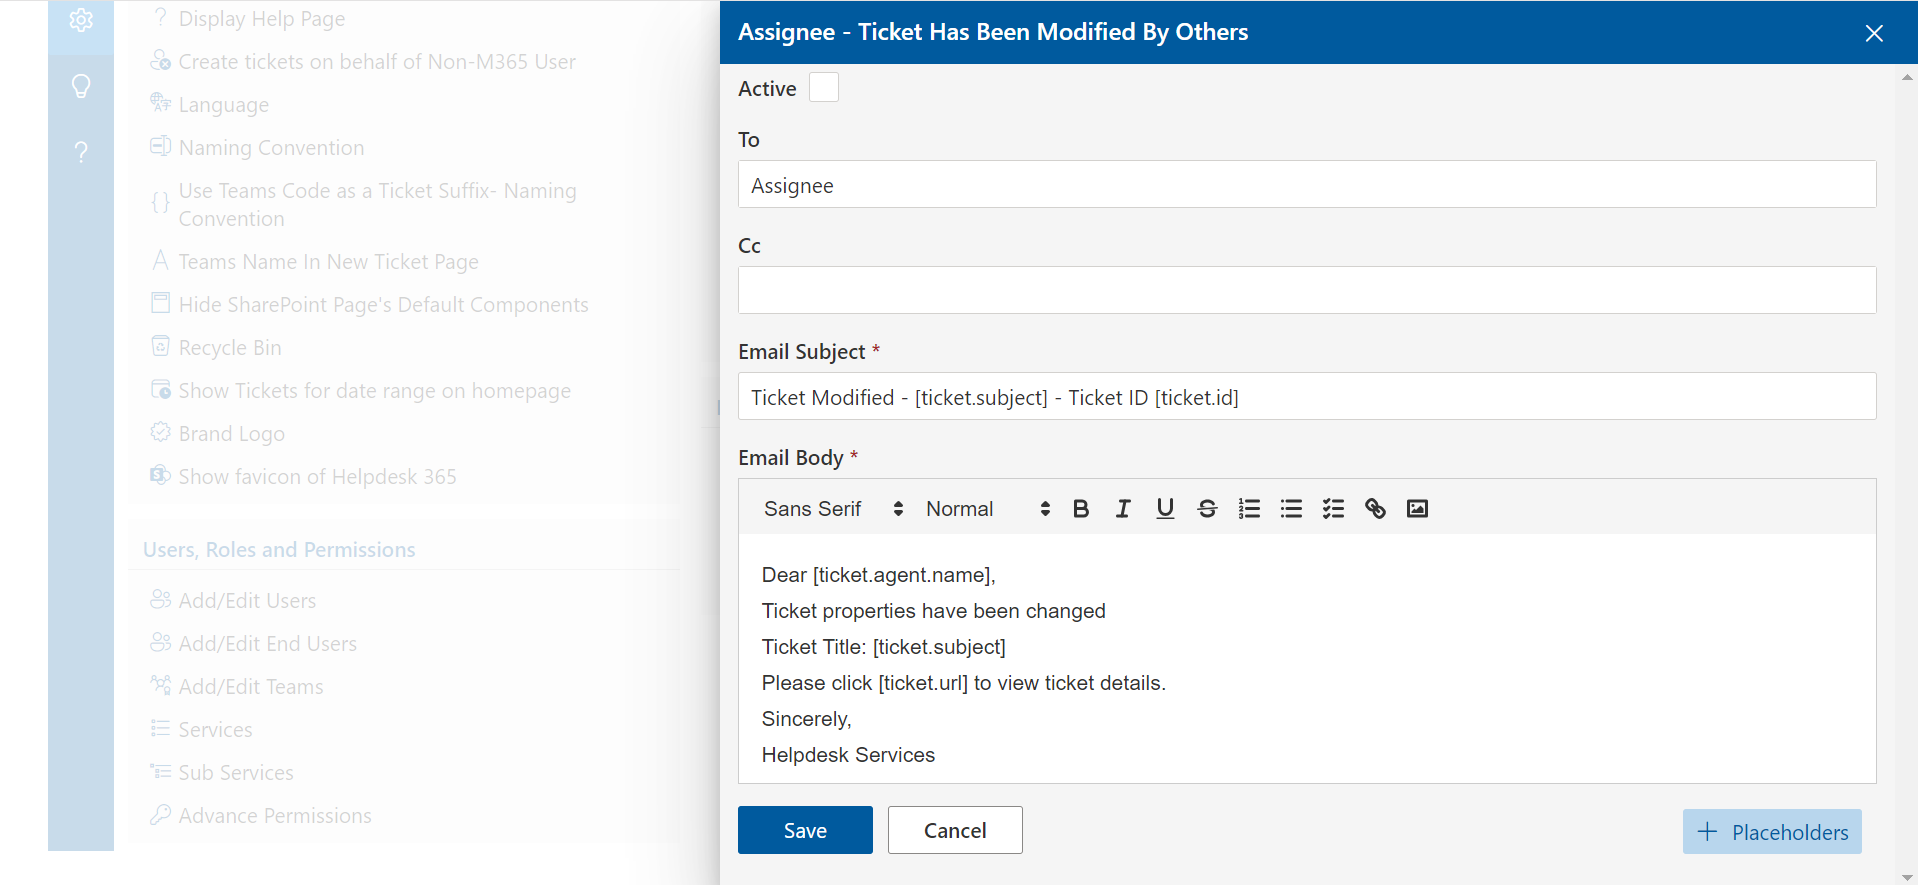 Display Help Page
Create tickets on behalf of Non-M365 User
Language
Naming Convention
Use Teams Code as a Ticket Suffix- Naming
Convention
Teams Name In New Ticket Page
Hide SharePoint Page's Default Components
Recycle Bin
Show Tickets for date range on homepage
Brand Logo
Show favicon of Helpdesk 365
Users, Roles and Permissions
Add/Edit Users
Add/Edit End Users
Add/Edit Teams
Services
Sub Services
Advance Permissions
Assignee - Ticket Has Been Modified By Others
Active
To
Assignee
Cc
Email Subject *
Ticket Modified - [ticket.subject] - Ticket ID [ticket.id]
Email Body *
Sans Serif Normal
Dear [ticket.agent.name],
Ticket properties have been changed
Ticket Title: [ticket.subject]
Please click [ticket.url] to view ticket details.
Sincerely,
Helpdesk Services
Save Cancel + Placeholders